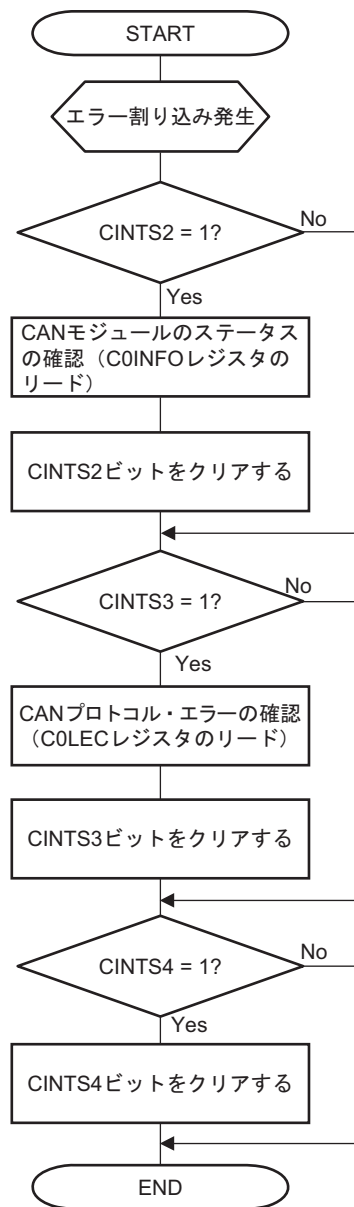 START
エラー割り込み発生
CINTS2 = 1?
No
Yes
CANモジュールのステータス
の確認（C0INFOレジスタの
リード）
CINTS2ビットをクリアする
CINTS3 = 1?
No
Yes
CANプロトコル・エラーの確認
（C0LECレジスタのリード）
CINTS3ビットをクリアする
CINTS4 = 1?
No
Yes
CINTS4ビットをクリアする
END